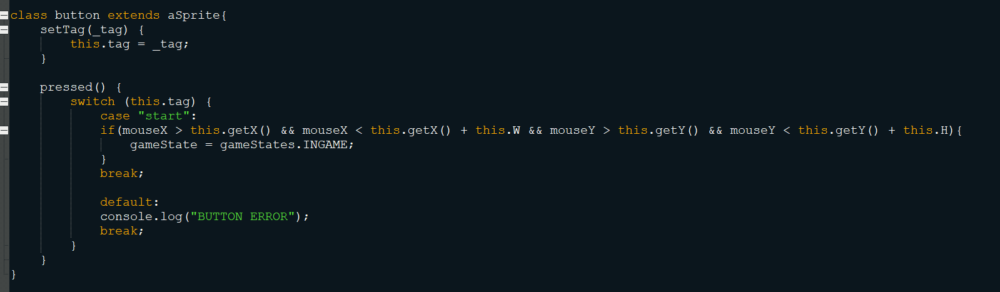 class button extends aSprite{
    setTag(_tag) {
        this.tag = _tag;
    }
    pressed() {
        switch (this.tag) {
            case "start":
            if(mouseX > this.getX() && mouseX < this.getX() + this.W && mouseY > this.getY() && mouseY < this.getY() + this.H){
                gameState = gameStates.INGAME;
            }
            break;
            default:
            console.log("BUTTON ERROR");
            break;
        }
    }
}